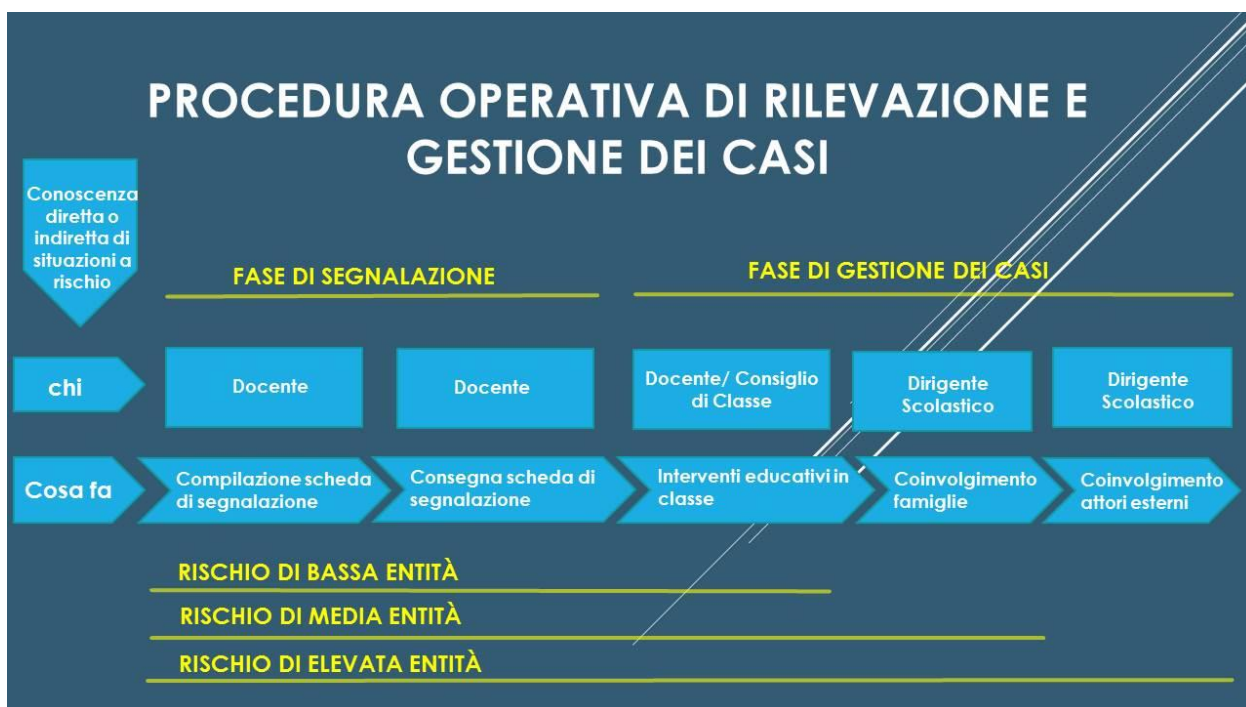 PROCEDURA OPERATIVA DI RILEVAZIONE E
GESTIONE DEI CASI
Conoscenza
diretta o
indiretta di
situazioni a
rischio
FASE DI SEGNALAZIONE
FASE DI GESTIONE DEI CASI
chi
Docente
Docente
Docente/ Consiglio
di Classe
Dirigente
Scolastico
Dirigente
Scolastico
Cosa fa
Compilazione scheda
di segnalazione
Consegna scheda di
segnalazione
Interventi educativi in
classe
Coinvolgimento
famiglie
Coinvolgimento
attori esterni
RISCHIO DI BASSA ENTITÀ
RISCHIO DI MEDIA ENTITÀ
RISCHIO DI ELEVATA ENTITÀ